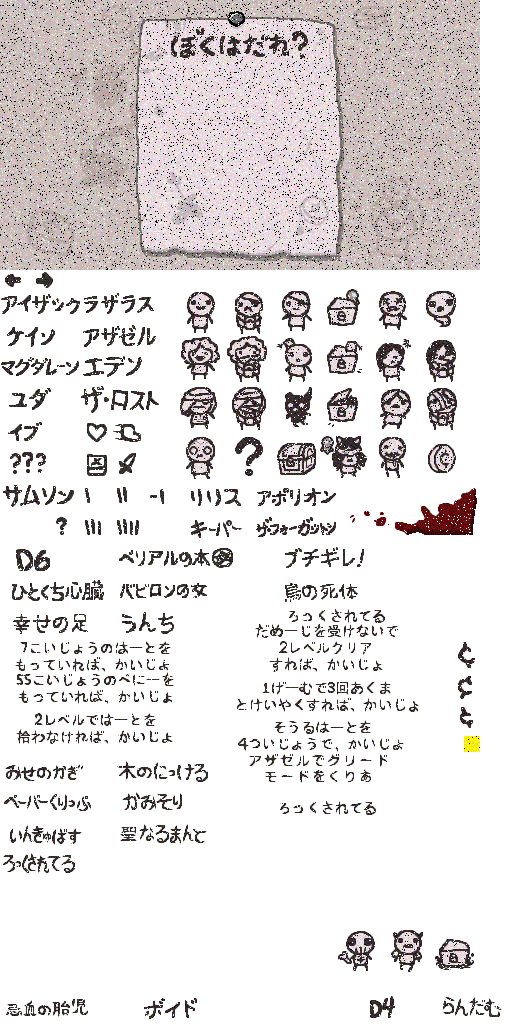 ぼくはだれ?
アイザック ラザラス
ケイン アザゼル
マグダレーン エデン
ユダ ザ・ロスト
イブ
???
?
サムソン | || -| リリス アポリオン
? ||| |||| キーパー ザ・フォーガットン
D6 ベリアルの本 ブチギレ!
ひとくち心臓 バビロンの女 鳥の死体
幸せの足 うんち
ろっくされてる
だめーじを受けないで
7こいじょうのはーとを
もっていれば、かいじょ
2レベルクリア
すれば、かいじょ
55こいじょうのぺにーを
もっていれば、かいじょ
1げーむで3回あくま
とけいやくすれば、かいじょ
2レベルではーとを
拾わなければ、かいじょ
そうるはーとを
4ついじょうで、かいじょ
アザゼルでグリード
モードをくりあ
みせのかぎ 木のにっける
ペーパーくりっぷ かみそり
ろっくされてる
いんきゅばす 聖なるまんと
ろっくされてる
忌血の胎児 ボイド D4 らんだむ